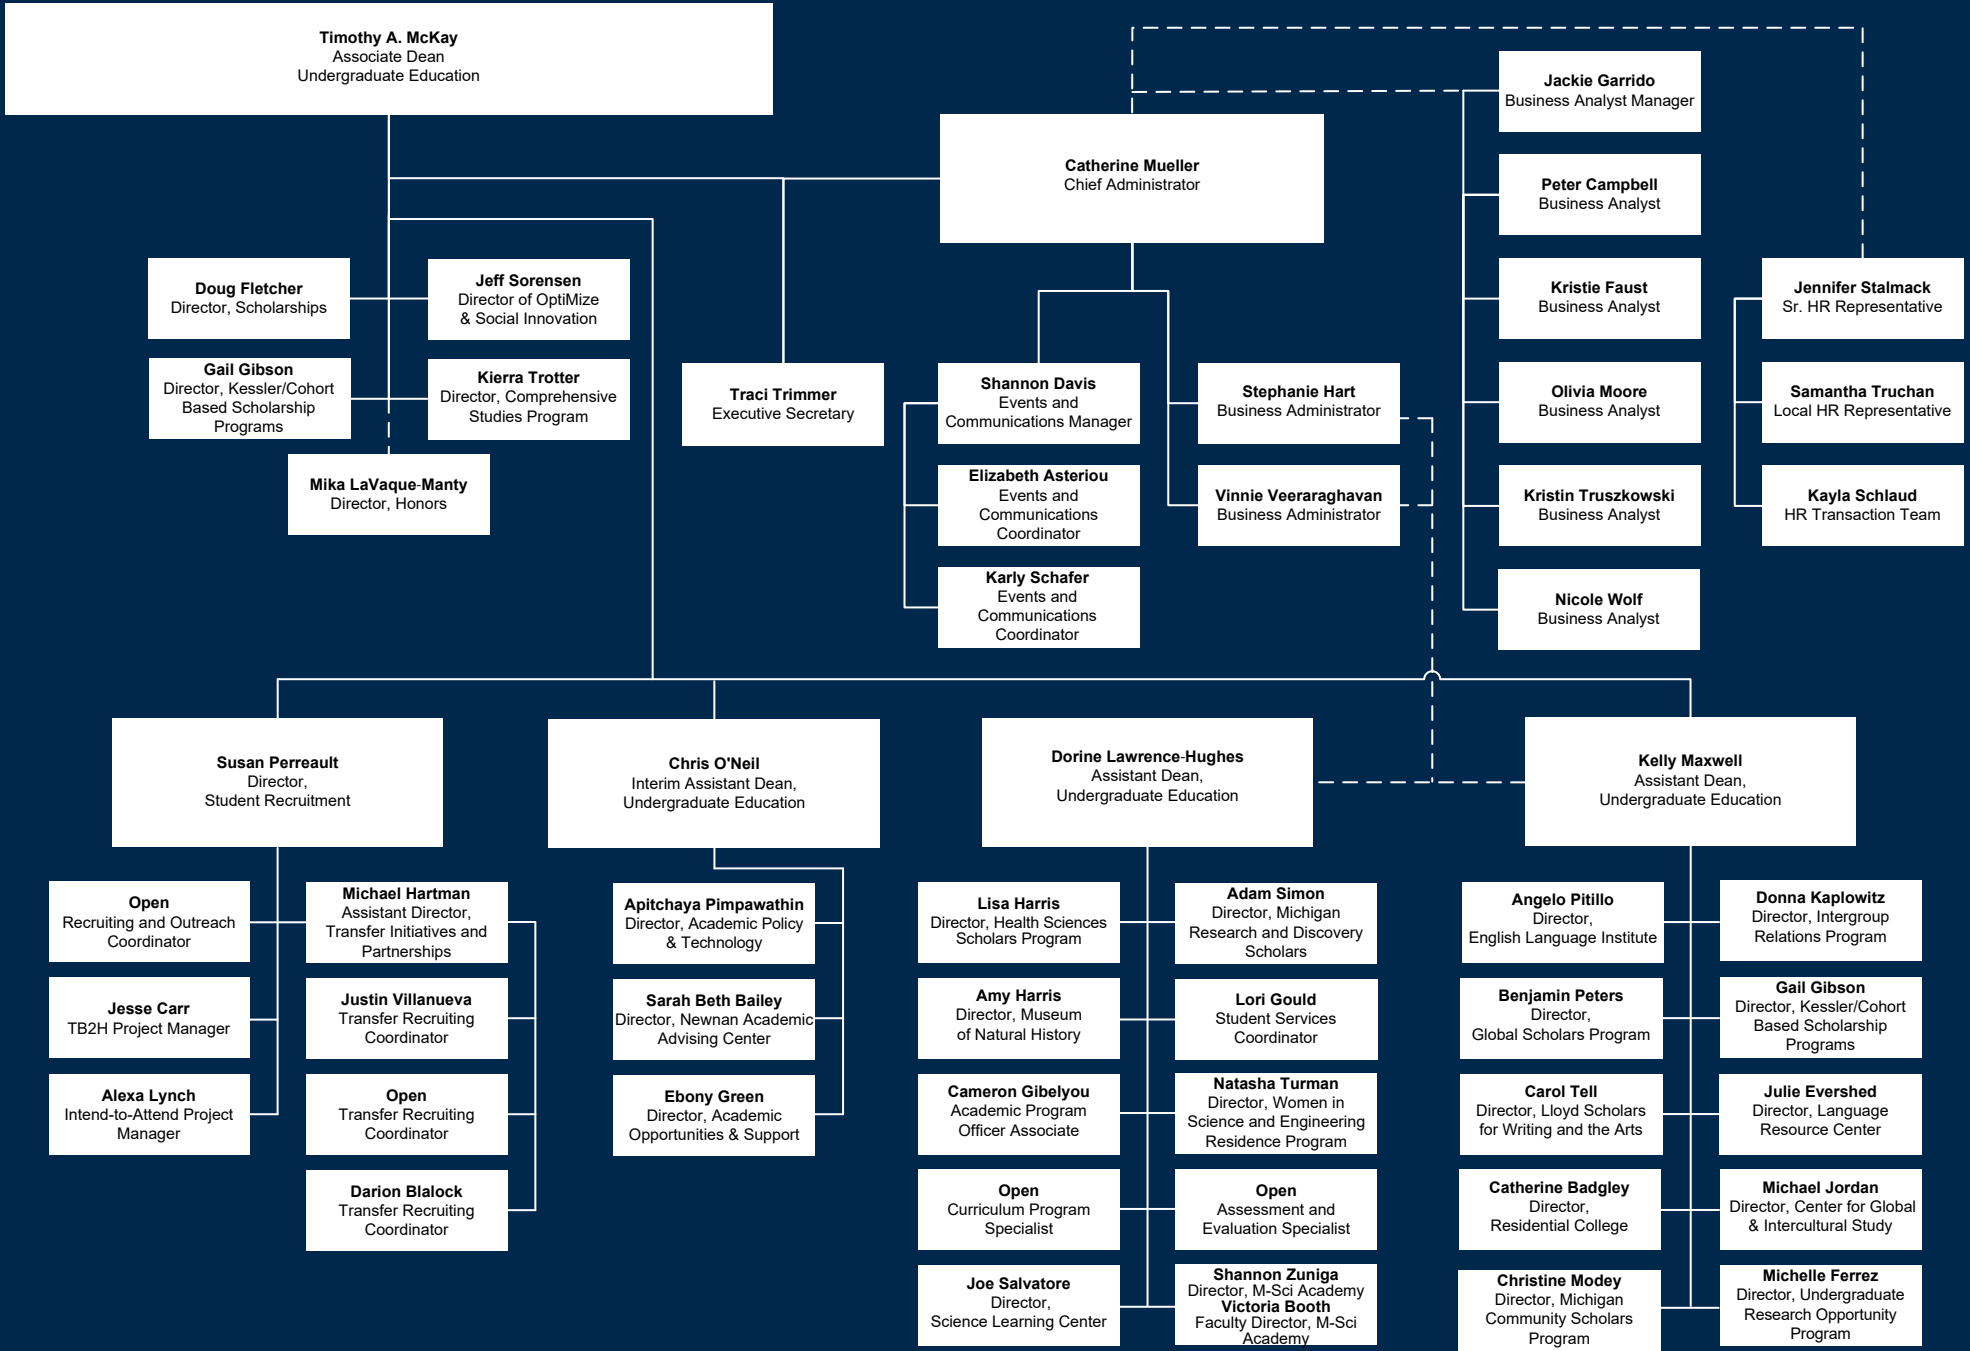 Timothy A. McKay
Associate Dean
Undergraduate Education
Jackie Garrido
Business Analyst Manager
Catherine Mueller
Chief Administrator
Peter Campbell
Business Analyst
Doug Fletcher
Director, Scholarships
Jeff Sorensen
Director of OptiMize
& Social Innovation
Kristie Faust
Business Analyst
Jennifer Stalmack
Sr. HR Representative
Gail Gibson
Director, Kessler/Cohort
Based Scholarship
Programs
Kierra Trotter
Director, Comprehensive
Studies Program
Traci Trimmer
Executive Secretary
Shannon Davis
Events and
Communications Manager
Stephanie Hart
Business Administrator
Olivia Moore
Business Analyst
Samantha Truchan
Local HR Representative
Mika LaVaque-Manty
Director, Honors
Elizabeth Asteriou
Events and
Communications
Coordinator
Vinnie Veeraraghavan
Business Administrator
Kristin Truszkowski
Business Analyst
Kayla Schlaud
HR Transaction Team
Karly Schafer
Events and
Communications
Coordinator
Nicole Wolf
Business Analyst
Susan Perreault
Director,
Student Recruitment
Chris O'Neil
Interim Assistant Dean,
Undergraduate Education
Dorine Lawrence-Hughes
Assistant Dean,
Undergraduate Education
Kelly Maxwell
Assistant Dean,
Undergraduate Education
Open
Recruiting and Outreach
Coordinator
Michael Hartman
Assistant Director,
Transfer Initiatives and
Partnerships
Jesse Carr
TB2H Project Manager
Justin Villanueva
Transfer Recruiting
Coordinator
Alexa Lynch
Intend-to-Attend Project
Manager
Open
Transfer Recruiting
Coordinator
Darion Blalock
Transfer Recruiting
Coordinator
Apitchaya Pimpawathin
Director, Academic Policy
& Technology
Sarah Beth Bailey
Director, Newnan Academic
Advising Center
Ebony Green
Director, Academic
Opportunities & Support
Lisa Harris
Director, Health Sciences
Scholars Program
Adam Simon
Director, Michigan
Research and Discovery
Scholars
Amy Harris
Director, Museum
of Natural History
Lori Gould
Student Services
Coordinator
Cameron Gibelyou
Academic Program
Officer Associate
Natasha Turman
Director, Women in
Science and Engineering
Residence Program
Open
Curriculum Program
Specialist
Open
Assessment and
Evaluation Specialist
Joe Salvatore
Director,
Science Learning Center
Shannon Zuniga
Director, M-Sci Academy
Victoria Booth
Faculty Director, M-Sci
Academy
Angelo Pitillo
Director,
English Language Institute
Donna Kaplowitz
Director, Intergroup
Relations Program
Benjamin Peters
Director,
Global Scholars Program
Gail Gibson
Director, Kessler/Cohort
Based Scholarship
Programs
Carol Tell
Director, Lloyd Scholars
for Writing and the Arts
Julie Evershed
Director, Language
Resource Center
Catherine Badgley
Director,
Residential College
Michael Jordan
Director, Center for Global
& Intercultural Study
Christine Modey
Director, Michigan
Community Scholars
Program
Michelle Ferrez
Director, Undergraduate
Research Opportunity
Program